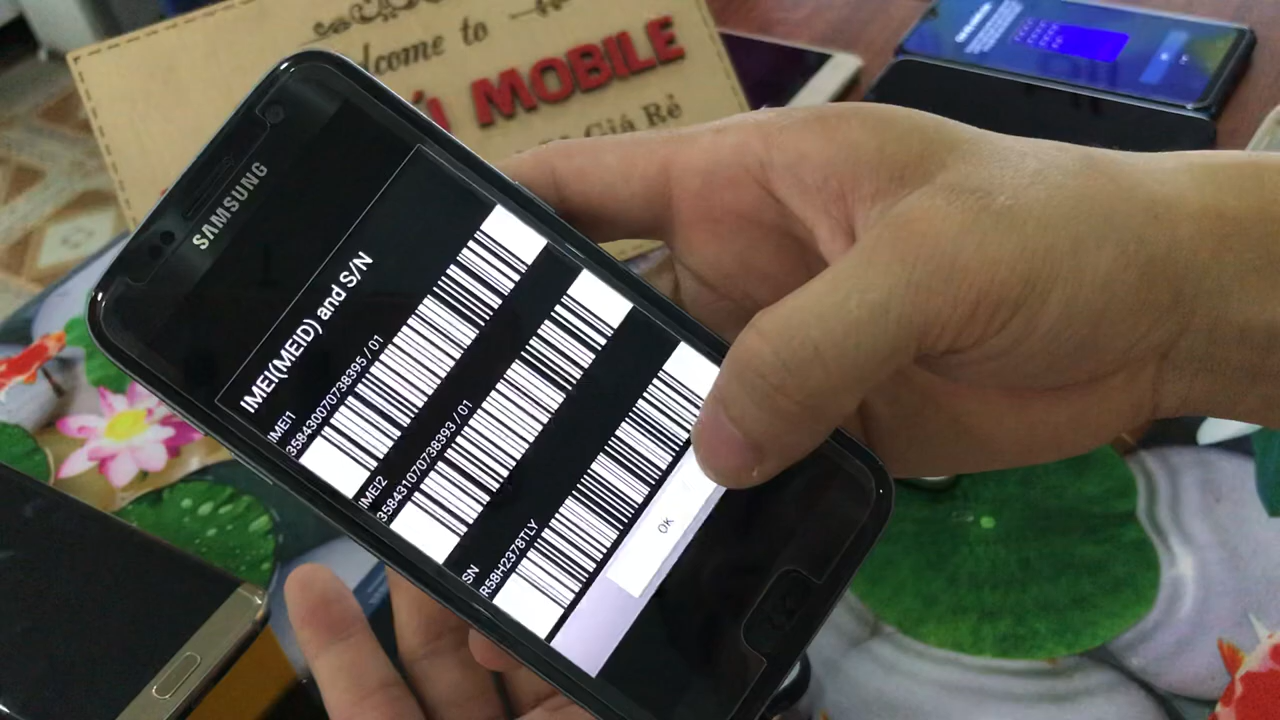 Welcome to
MOBILE
Giá Rẻ
SAMSUNG
IMEI(MEID) and S/N
IMEI1
358430070738395 / 01
IMEI2
358431070738393 / 01
SN
R58H2378TLY
OK